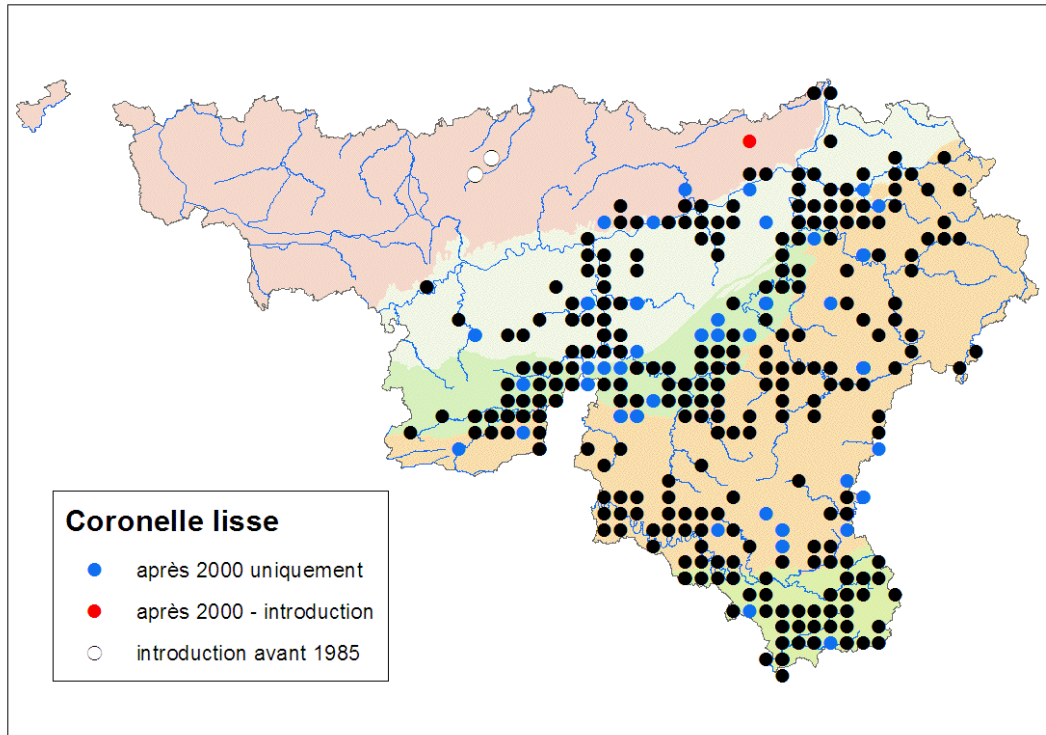 Coronelle lisse
après 2000 uniquement
après 2000 - introduction
introduction avant 1985